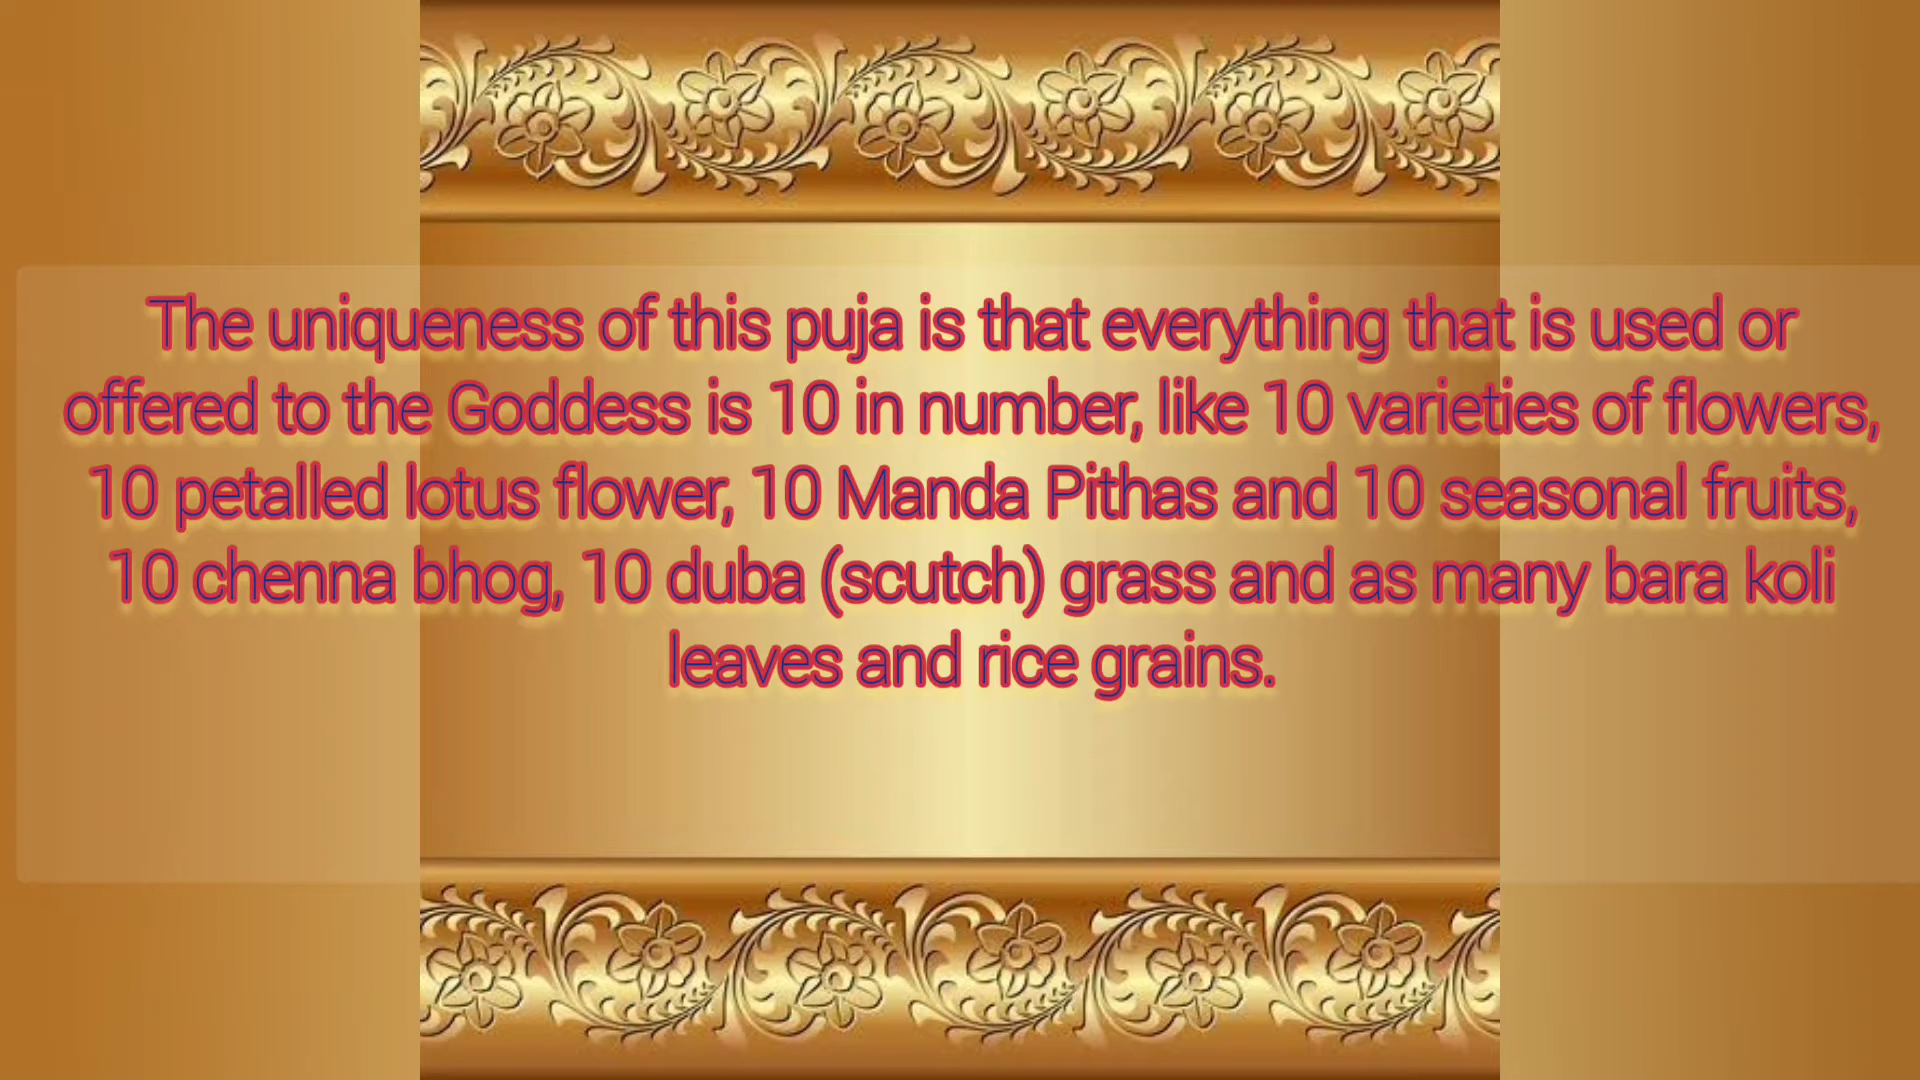 The uniqueness of this puja is that everything that is used or
offered to the Goddess is 10 in number, like 10 varieties of flowers,
10 petalled lotus flower, 10 Manda Pithas and 10 seasonal fruits,
10 chenna bhog, 10 duba (scutch) grass and as many bara koli
leaves and rice grains.